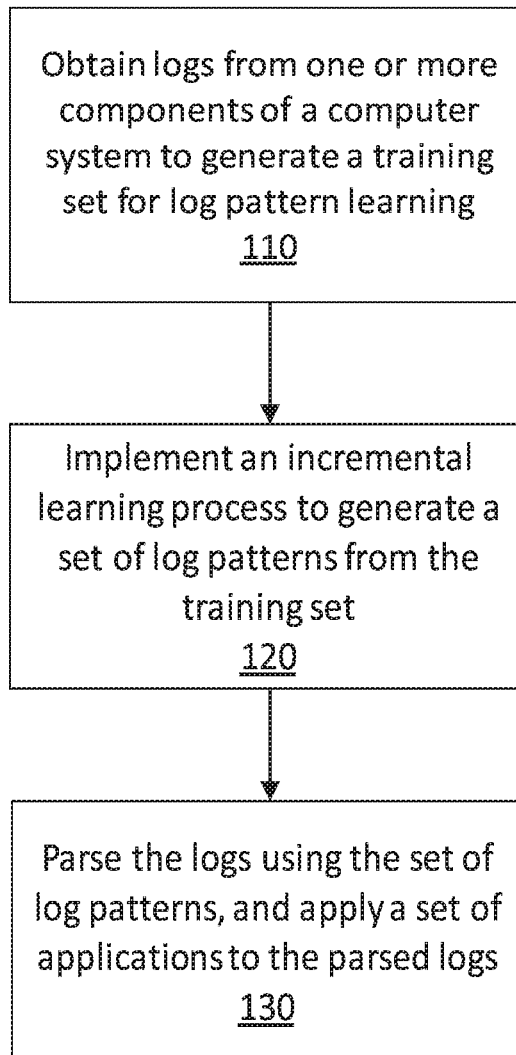 Obtain logs from one or more
components of a computer
system to generate a training
set for log pattern learning
110
Implement an incremental
learning process to generate a
set of log patterns from the
training set
120
Parse the logs using the set of
log patterns, and apply a set of
applications to the parsed logs
130